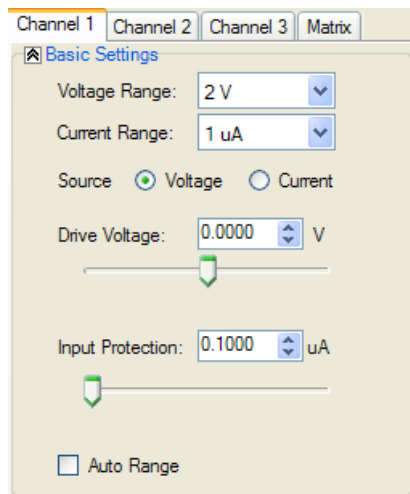 Channel 1 Channel 2 Channel 3 Matrix
Basic Settings
Voltage Range: 2 V
Current Range: 1 uA
Source Voltage Current
Drive Voltage: 0.0000 V
Input Protection: 0.1000 uA
Auto Range